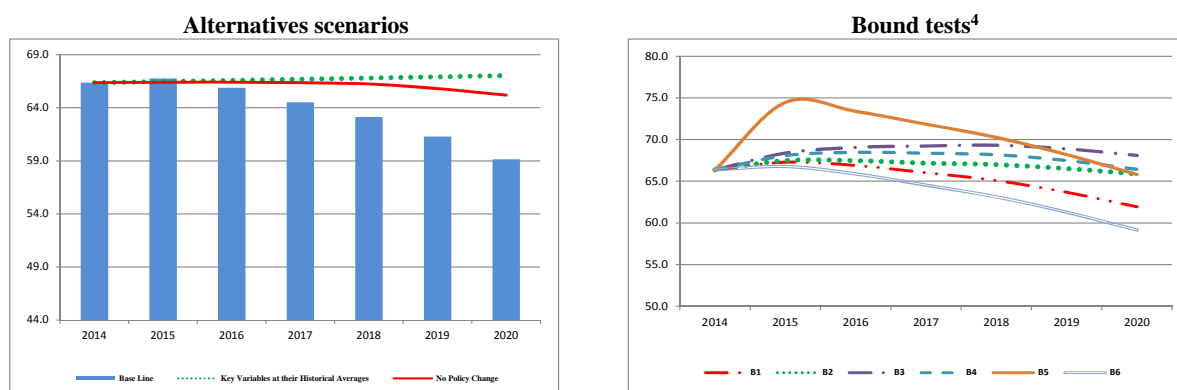 Alternatives scenarios
69.0
64.0
59.0
54.0
49.0
44.0
2014 2015 2016 2017 2018 2019 2020
Base Line Key Variables at their Historical Averages No Policy Change
Bound tests4
80.0
75.0
70.0
65.0
60.0
55.0
50.0
2014 2015 2016 2017 2018 2019 2020
B1 B2 B3 B4 B5 B6